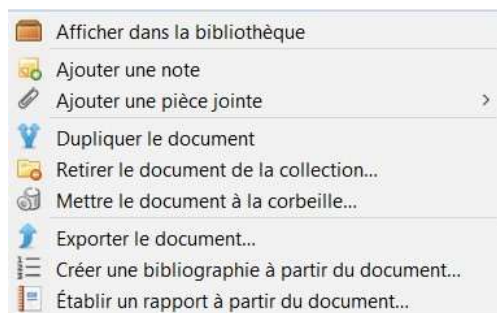 Afficher dans la bibliothèque
Ajouter une note
Ajouter une pièce jointe
Dupliquer le document
Retirer le document de la collection...
Mettre le document à la corbeille...
Exporter le document...
Créer une bibliographie à partir du document...
Établir un rapport à partir du document...